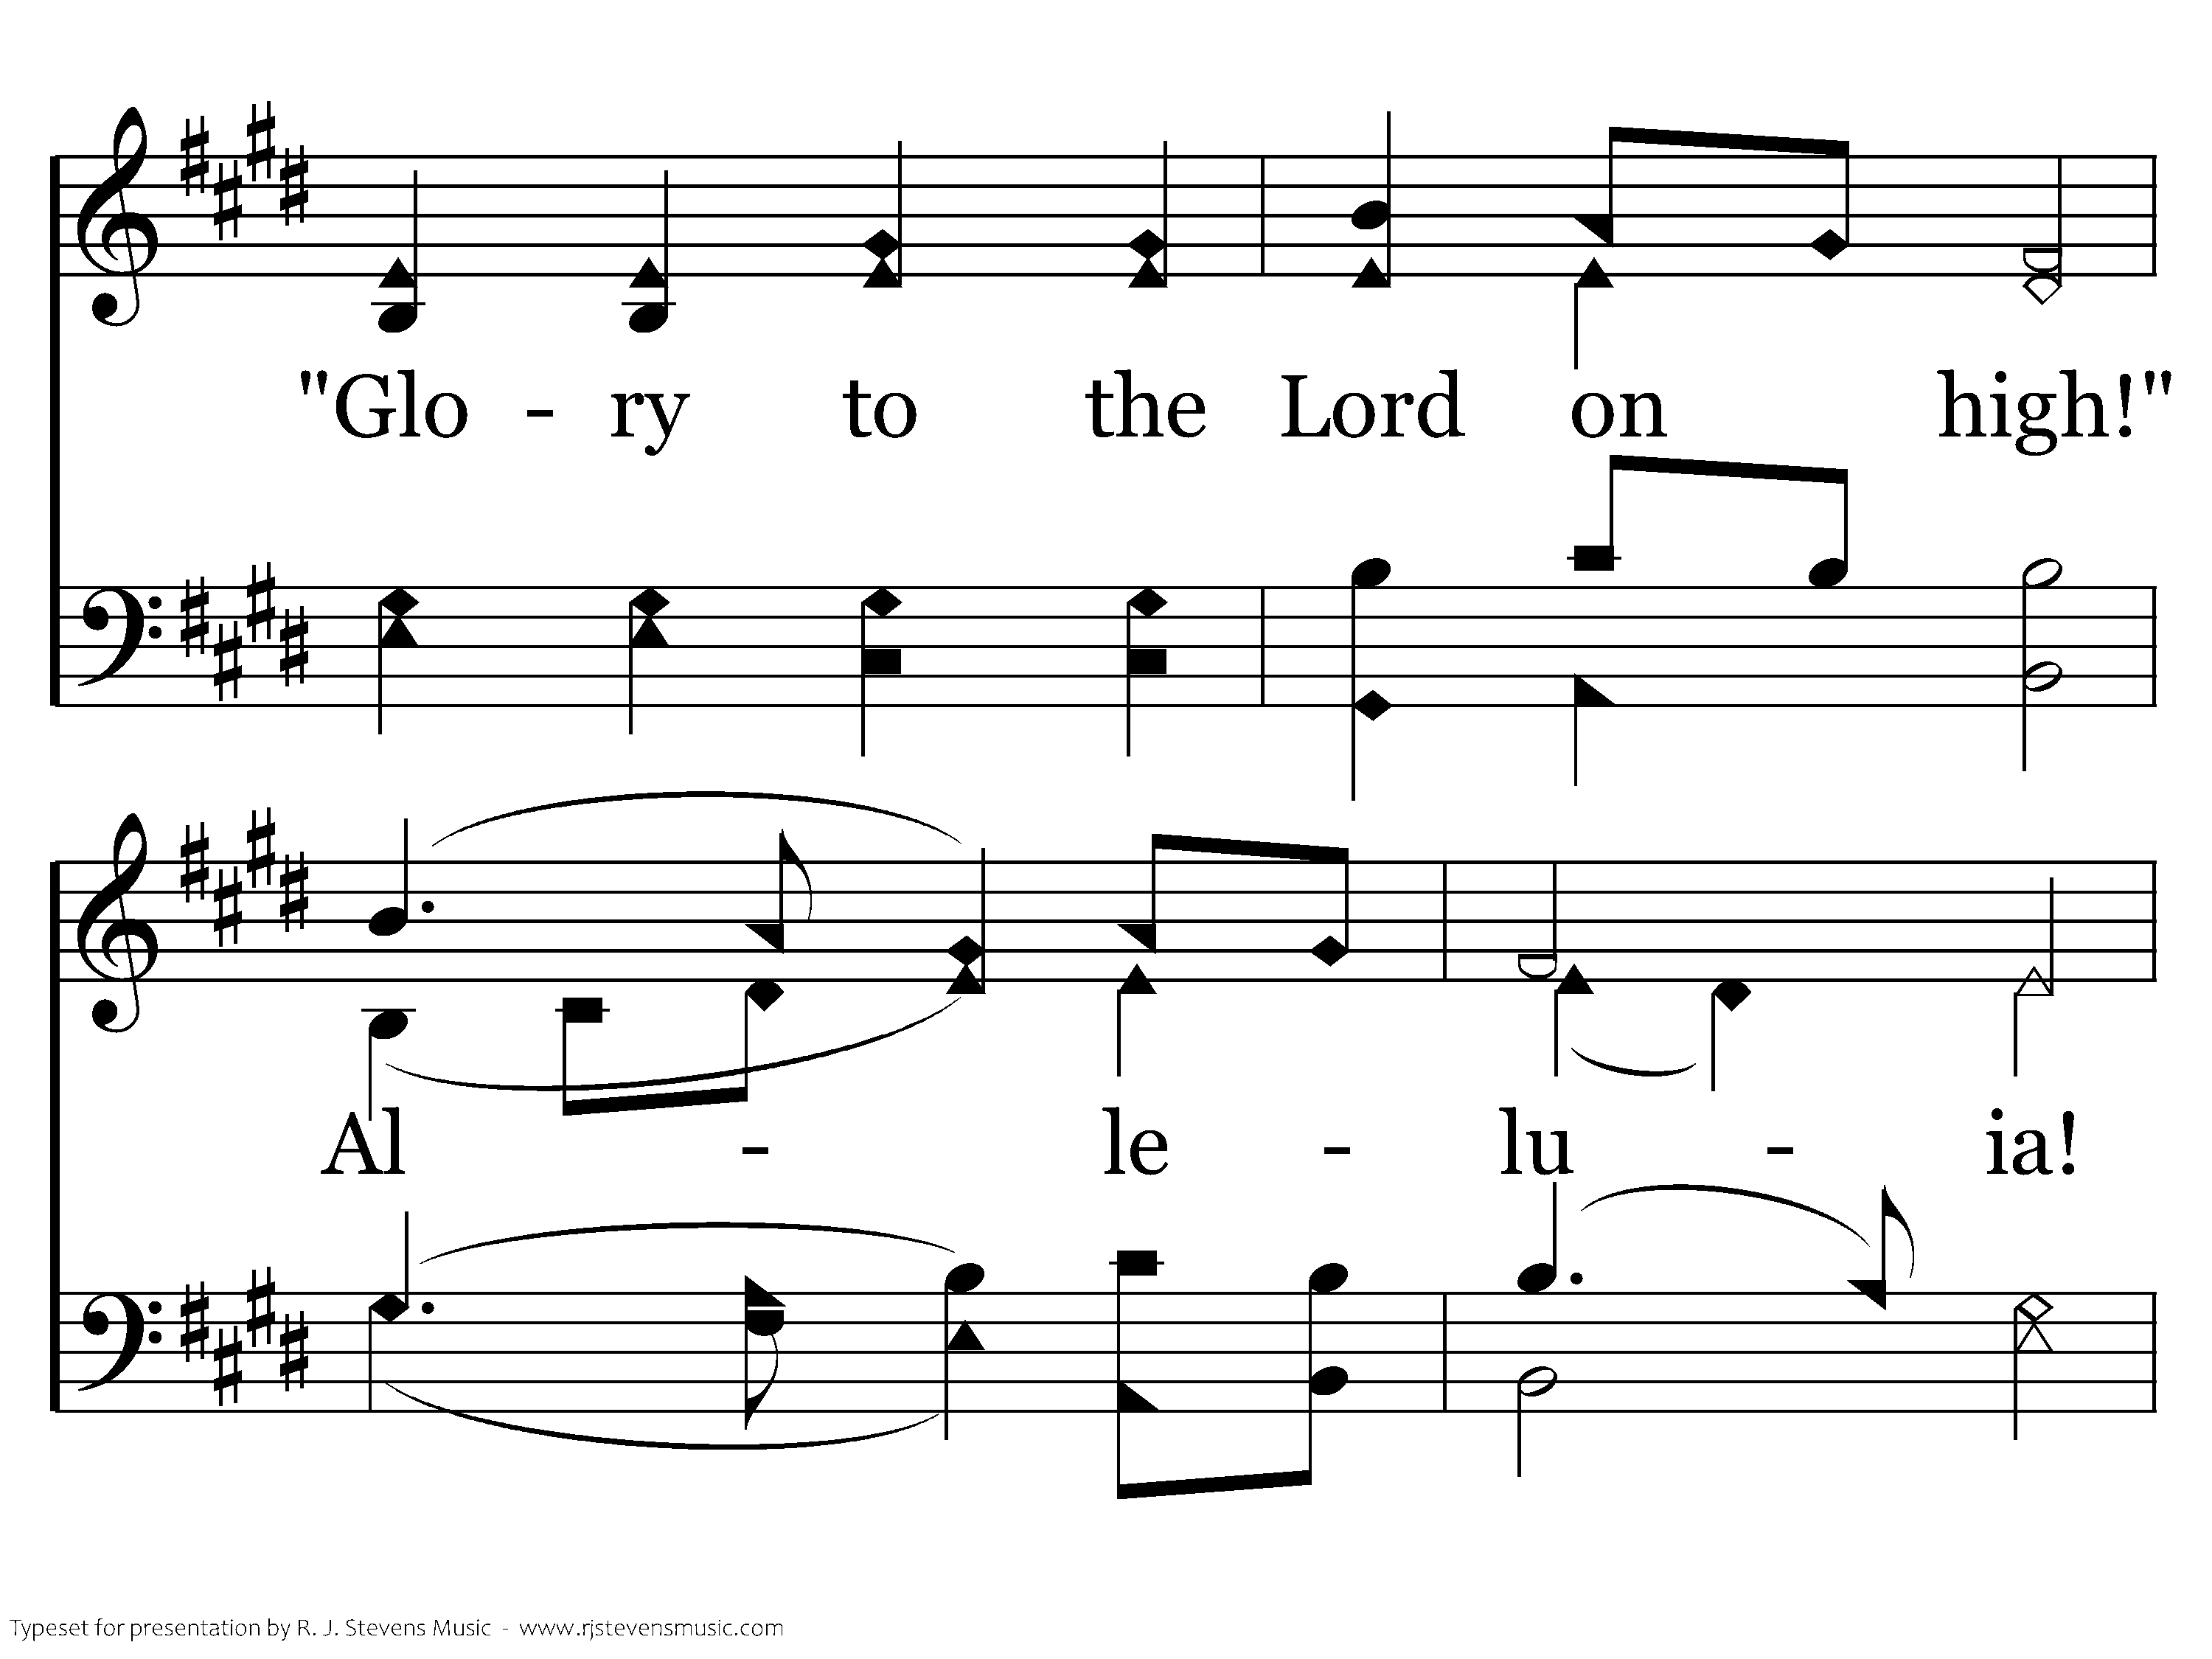 "Glo - ry to the Lord on high!"
Al - le - lu - ia!
Typeset for presentation by R. J. Stevens Music - www.rjstevensmusic.com